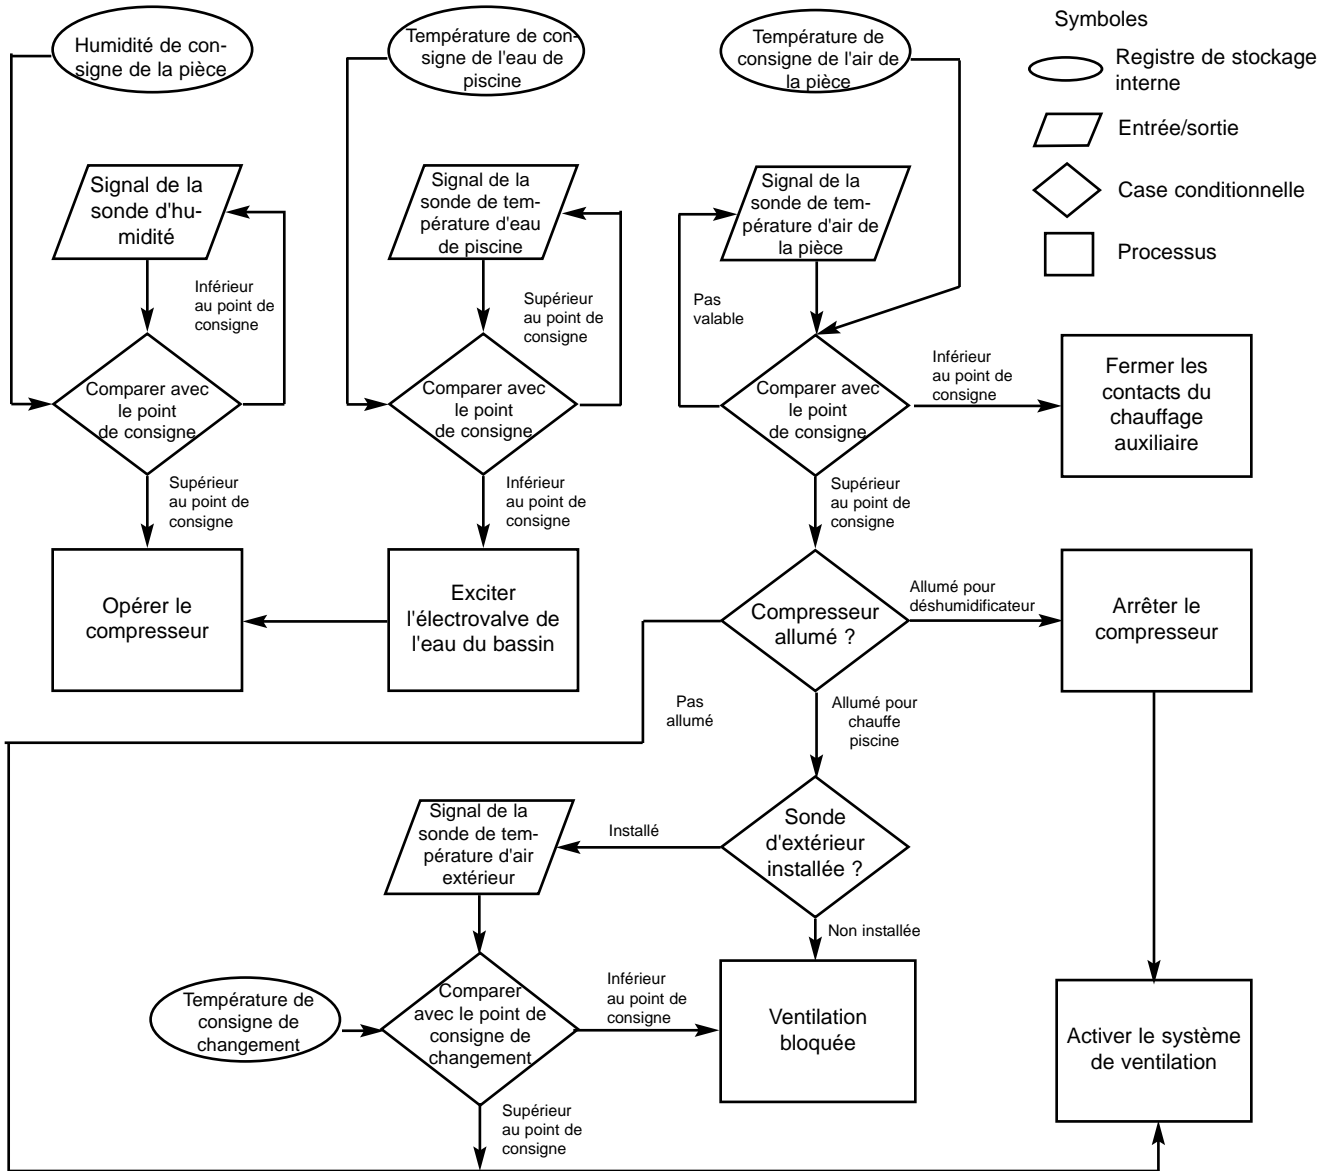 Humidité de con-
signe de la pièce
Température de con-
signe de l'eau de
piscine
Température de
consigne de l'air de
la pièce
Symboles
Registre de stockage
interne
Entrée/sortie
Case conditionnelle
Processus
Signal de la
sonde d'hu-
midité
Signal de la
sonde de tem-
pérature d'eau
de piscine
Signal de la
sonde de tem-
pérature d'air de
la pièce
Inférieur
au point de
consigne
Supérieur
au point de
consigne
Pas
valable
Comparer avec
le point
de consigne
Comparer avec
le point
de consigne
Comparer avec
le point
de consigne
Inférieur
au point de
consigne
Fermer les
contacts du
chauffage
auxiliaire
Supérieur
au point de
consigne
Inférieur
au point de
consigne
Supérieur
au point de
consigne
Opérer le
compresseur
Exciter
l'électrovalve de
l'eau du bassin
Compresseur
allumé ?
Allumé pour
déshumidificateur
Arrêter le
compresseur
Pas
allumé
Allumé pour
chauffe
piscine
Signal de la
sonde de tem-
pérature d'air
extérieur
Installé
Sonde
d'extérieur
installée ?
Non installée
Température de
consigne de
changement
Comparer
avec le point de
consigne de
changement
Inférieur
au point de
consigne
Ventilation
bloquée
Activer le système
de ventilation
Supérieur
au point de
consigne